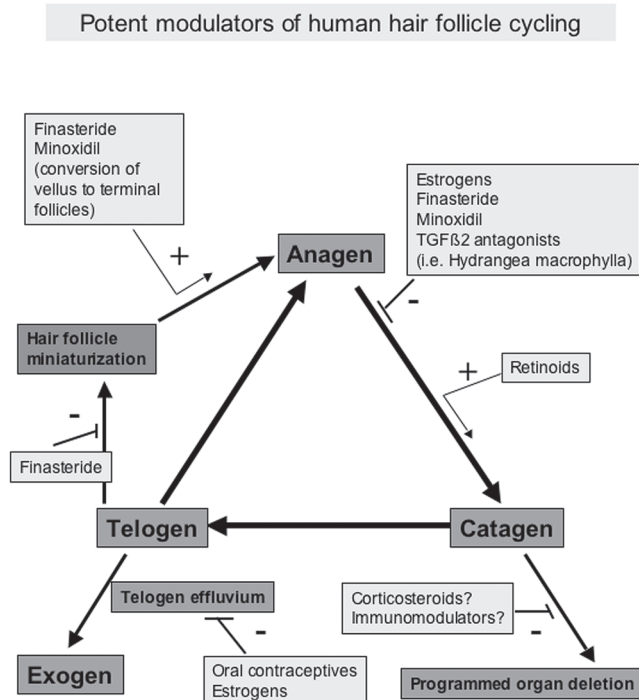 Potent modulators of human hair follicle cycling
Finasteride
Minoxidil
(conversion of
vellus to terminal
follicles)
Estrogens
Finasteride
Minoxidil
TGFß2 antagonists
(i.e. Hydrangea macrophylla)
+
Anagen
-
Hair follicle
miniaturization
+
Retinoids
-
Finasteride
Telogen
Catagen
Telogen effluvium
Corticosteroids?
Immunomodulators?
-
-
Exogen
Oral contraceptives
Estrogens
Programmed organ deletion